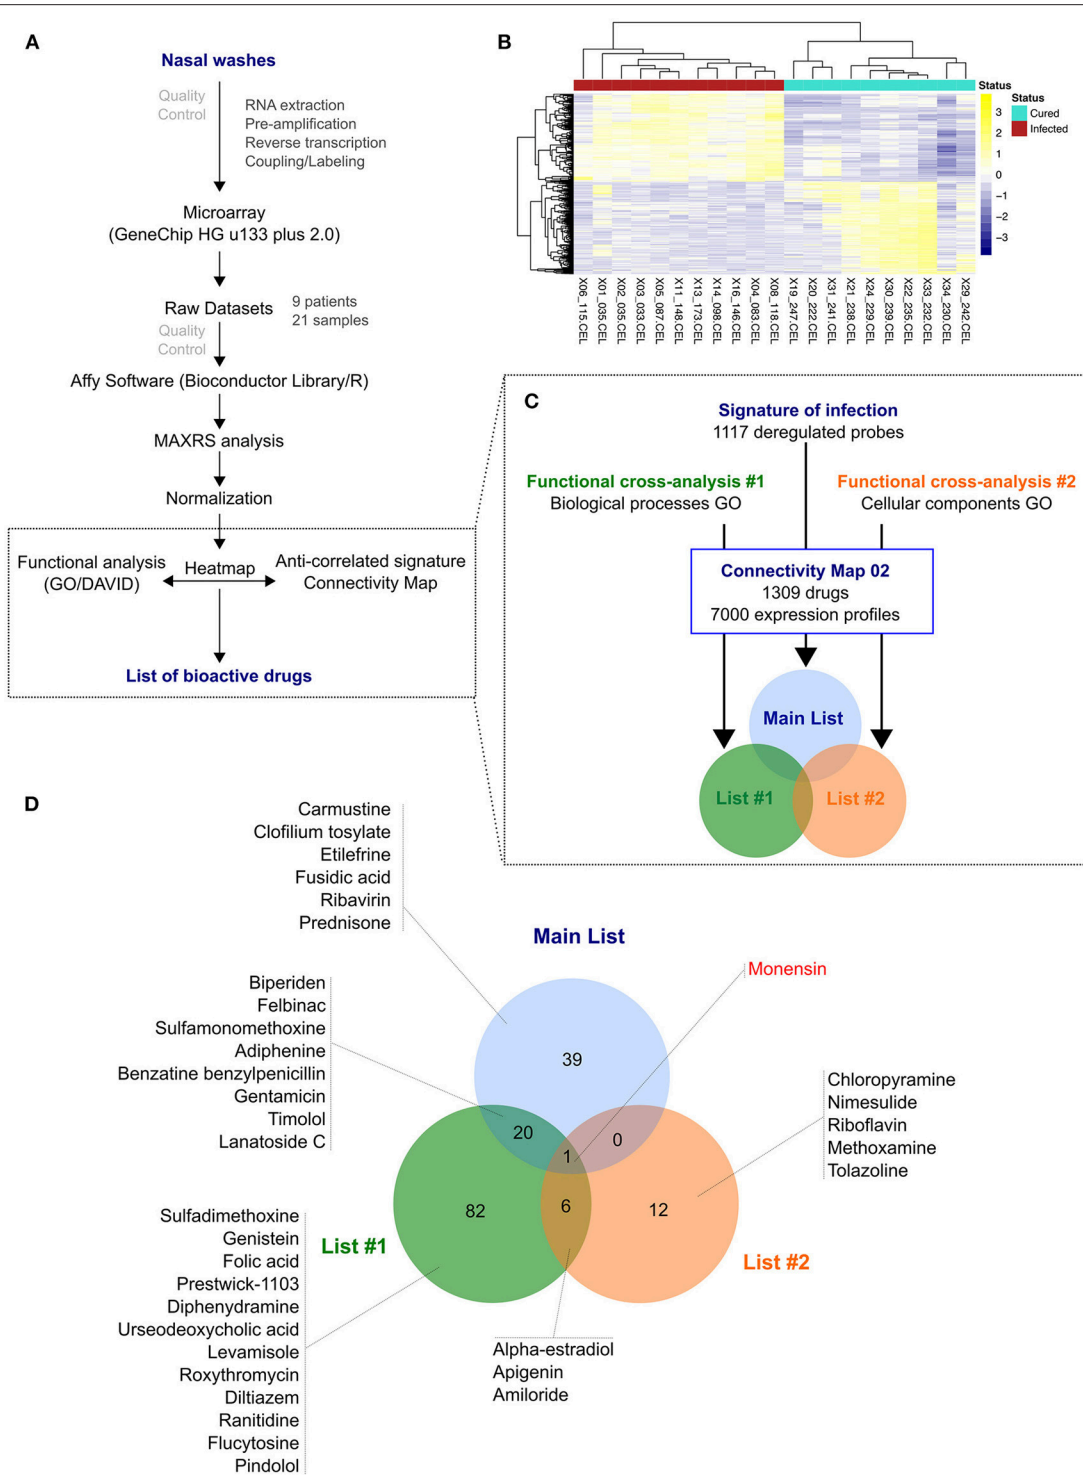 A
Nasal washes
Quality
Control
RNA extraction
Pre-amplification
Reverse transcription
Coupling/Labeling
Microarray
(GeneChip HG u133 plus 2.0)
Raw Datasets
9 patients
21 samples
Quality
Control
Affy Software (Bioconductor Library/R)
MAXRS analysis
Normalization
Functional analysis
(GO/DAVID)
Heatmap
Anti-correlated signature
Connectivity Map
List of bioactive drugs
B
Status
3
2
1
0
−1
−2
−3
Status
Cured
Infected
X06_115.CEL
X01_035.CEL
X02_035.CEL
X03_033.CEL
X05_087.CEL
X11_148.CEL
X13_173.CEL
X14_098.CEL
X16_146.CEL
X04_083.CEL
X08_118.CEL
X19_247.CEL
X20_222.CEL
X31_241.CEL
X21_238.CEL
X24_229.CEL
X30_239.CEL
X22_235.CEL
X33_232.CEL
X34_230.CEL
X29_242.CEL
C
Signature of infection
1117 deregulated probes
Functional cross-analysis #1
Biological processes GO
Functional cross-analysis #2
Cellular components GO
Connectivity Map 02
1309 drugs
7000 expression profiles
Main List
List #1
List #2
D
Carmustine
Clofilium tosylate
Etilefrine
Fusidic acid
Ribavirin
Prednisone
Main List
Monensin
Biperiden
Felbinac
Sulfamonomethoxine
Adiphenine
Benzatine benzylpenicillin
Gentamicin
Timolol
Lanatoside C
39
20
1
0
82
6
12
Chloropyramine
Nimesulide
Riboflavin
Methoxamine
Tolazoline
List #1
List #2
Sulfadimethoxine
Genistein
Folic acid
Prestwick-1103
Diphenydramine
Urseodeoxycholic acid
Levamisole
Roxythromycin
Diltiazem
Ranitidine
Flucytosine
Pindolol
Alpha-estradiol
Apigenin
Amiloride